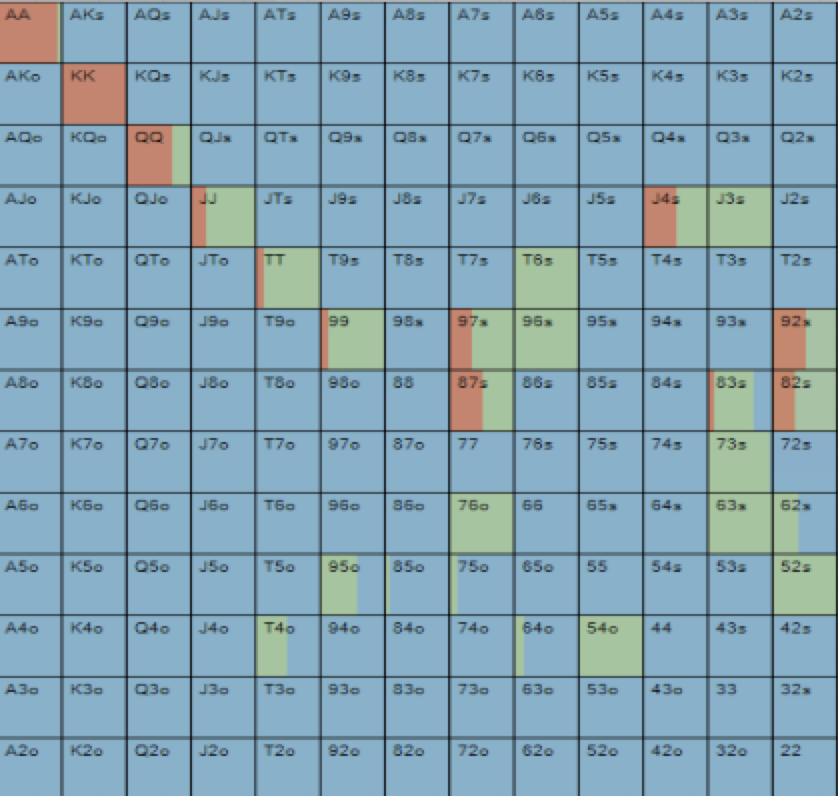 AA AKs AQs AJs ATs A9s A8s A7s A6s A5s A4s A3s A2s
AKo KK KQs KJs KTs K9s K8s K7s K6s K5s K4s K3s K2s
AQo KQo QQ QJs QTs Q9s Q8s Q7s Q6s Q5s Q4s Q3s Q2s
AJo KJo QJo JJ JTs J9s J8s J7s J6s J5s J4s J3s J2s
ATo KTo QTo JTo TT T9s T8s T7s T6s T5s T4s T3s T2s
A9o K9o Q9o J9o T9o 99 98s 97s 96s 95s 94s 93s 92s
A8o K8o Q8o J8o T8o 98o 88 87s 86s 85s 84s 83s 82s
A7o K7o Q7o J7o T7o 97o 87o 77 76s 75s 74s 73s 72s
A6o K6o Q6o J6o T6o 96o 86o 76o 66 65s 64s 63s 62s
A5o K5o Q5o J5o T5o 95o 85o 75o 65o 55 54s 53s 52s
A4o K4o Q4o J4o T4o 94o 84o 74o 64o 54o 44 43s 42s
A3o K3o Q3o J3o T3o 93o 83o 73o 63o 53o 43o 33 32s
A2o K2o Q2o J2o T2o 92o 82o 72o 62o 52o 42o 32o 22